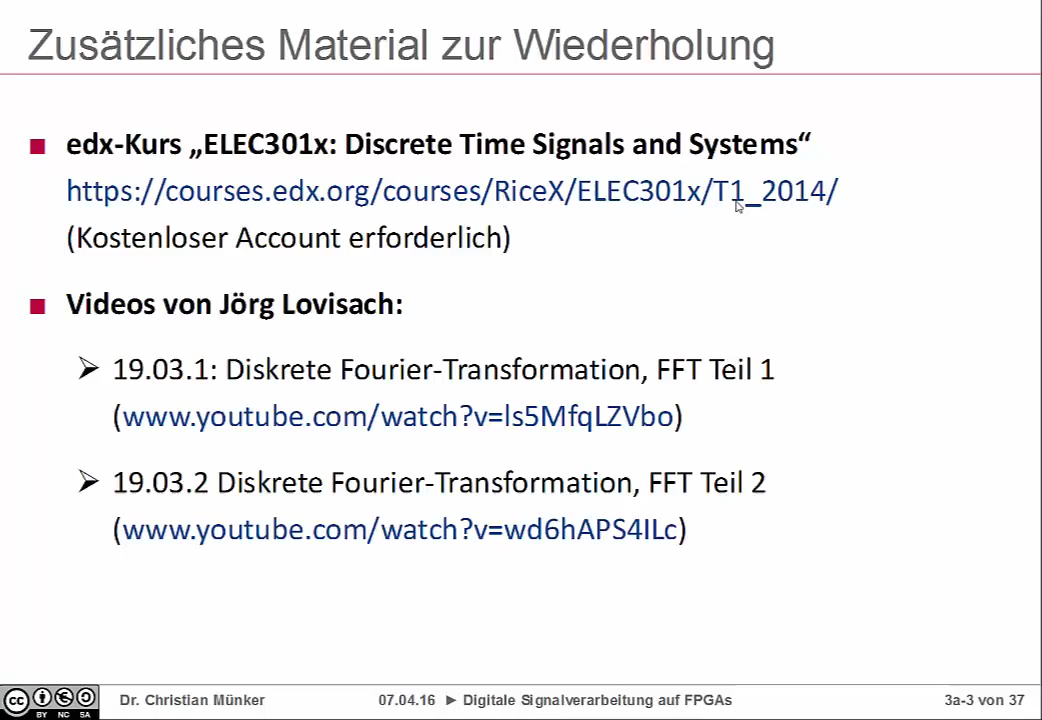 Zusätzliches Material zur Wiederholung
edx-Kurs „ELEC301x: Discrete Time Signals and Systems“
https://courses.edx.org/courses/RiceX/ELEC301x/T1_2014/
(Kostenloser Account erforderlich)
Videos von Jörg Lovisach:
19.03.1: Diskrete Fourier-Transformation, FFT Teil 1
(www.youtube.com/watch?v=ls5MfqLZVbo)
19.03.2 Diskrete Fourier-Transformation, FFT Teil 2
(www.youtube.com/watch?v=wd6hAPS4ILc)
cc BY NC SA
Dr. Christian Münker 07.04.16 ► Digitale Signalverarbeitung auf FPGAs 3a-3 von 37